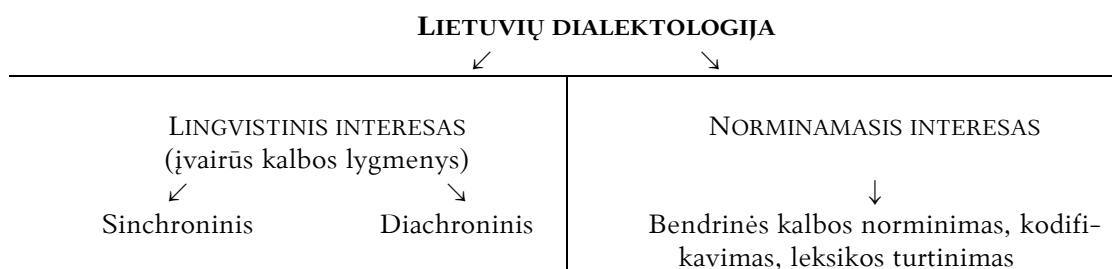 LIETUVIŲ DIALEKTOLOGIJA
↙ ↘
LINGVISTINIS INTERESAS
(įvairūs kalbos lygmenys)
↙ ↘
Sinchroninis Diachroninis
NORMINAMASIS INTERESAS
↓
Bendrinės kalbos norminimas, kodifi-
kavimas, leksikos turtinimas